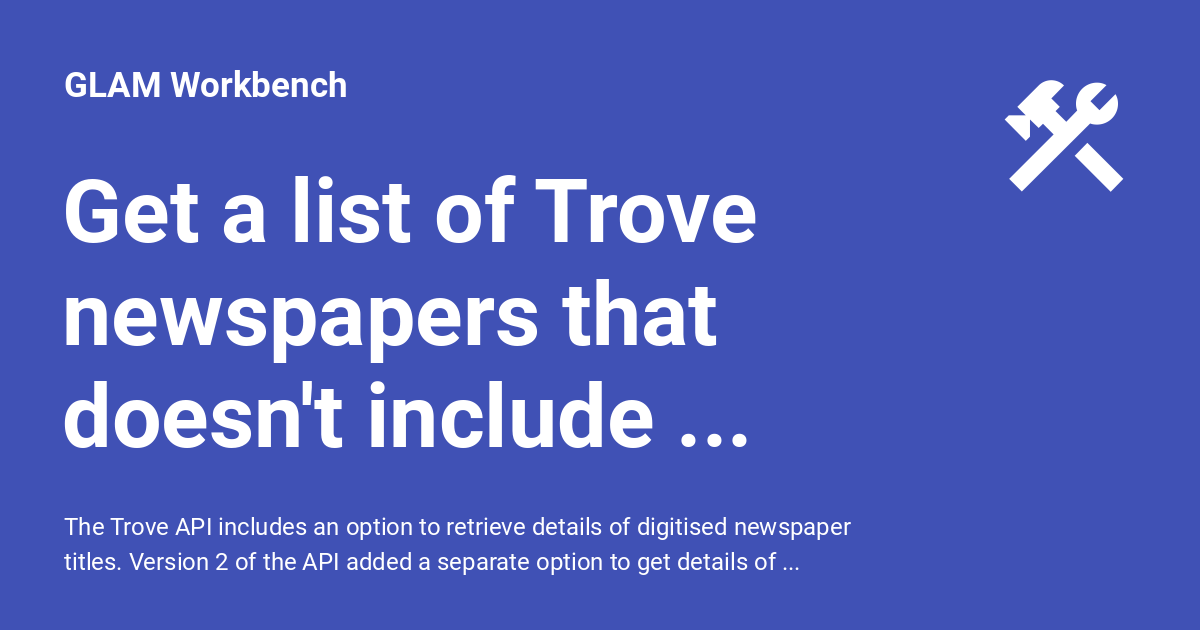 GLAM Workbench
Get a list of Trove
newspapers that
doesn't include ...
The Trove API includes an option to retrieve details of digitised newspaper
titles. Version 2 of the API added a separate option to get details of ...